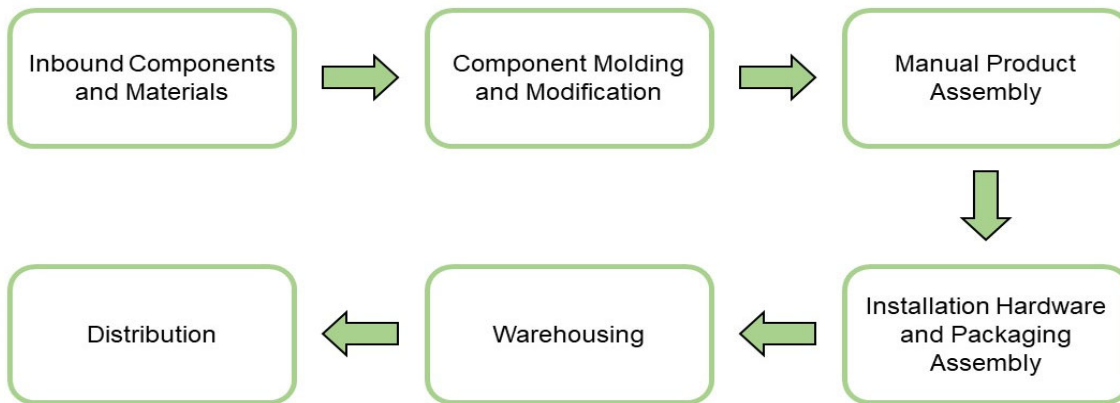 Inbound Components
and Materials
Component Molding
and Modification
Manual Product
Assembly
Installation Hardware
and Packaging
Assembly
Warehousing
Distribution